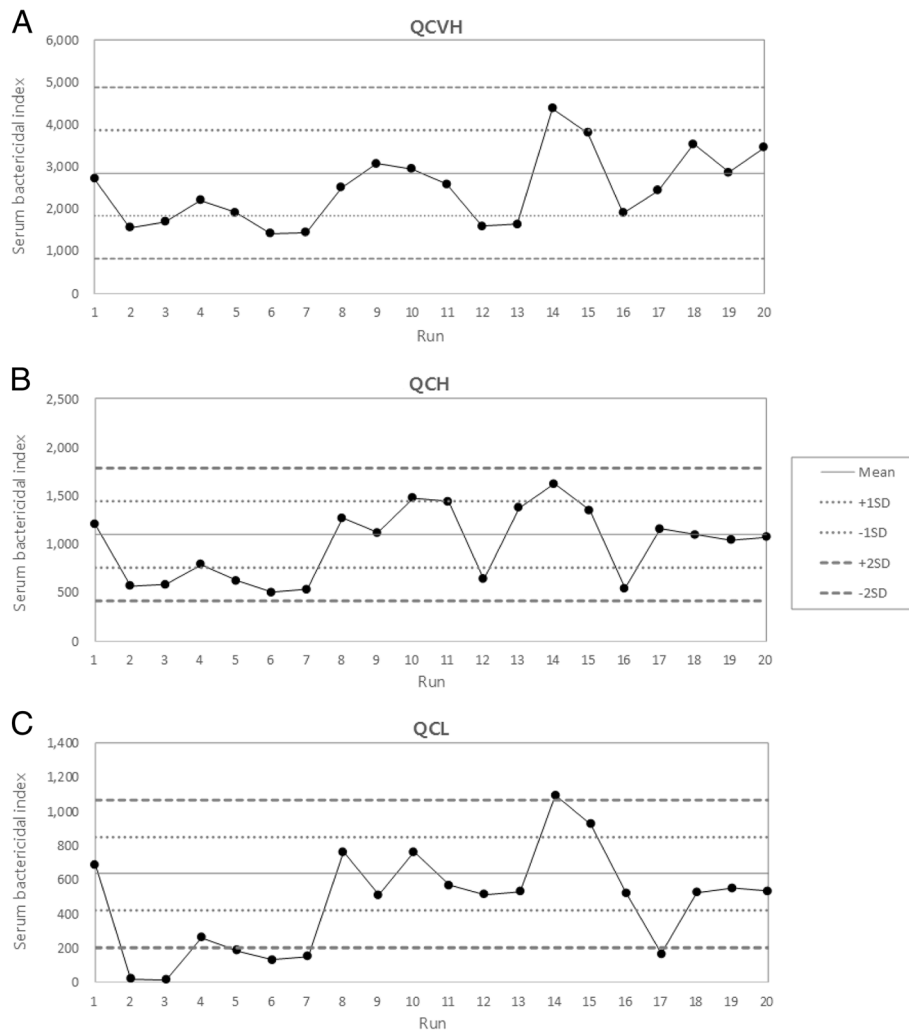 A
QCVH
6,000
5,000
4,000
3,000
2,000
1,000
0
Serum bactericidal index
1 2 3 4 5 6 7 8 9 10 11 12 13 14 15 16 17 18 19 20
Run
B
QCH
2,500
2,000
1,500
1,000
500
0
Serum bactericidal index
1 2 3 4 5 6 7 8 9 10 11 12 13 14 15 16 17 18 19 20
Run
Mean
+1SD
-1SD
+2SD
-2SD
C
QCL
1,400
1,200
1,000
800
600
400
200
0
Serum bactericidal index
1 2 3 4 5 6 7 8 9 10 11 12 13 14 15 16 17 18 19 20
Run